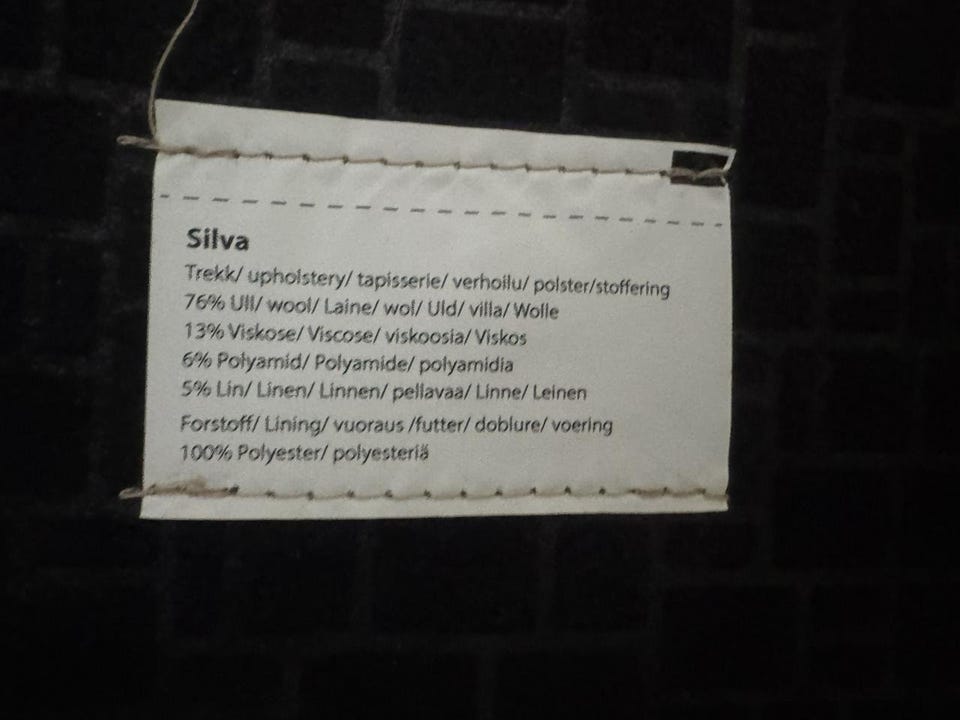 Silva
Trekk/ upholstery/ tapisserie/ verhoilu/ polster/stoffering
76% Ull/ wool/ Laine/ wol/ Uld/ villa/ Wolle
13% Viskose/ Viscose/ viskoosia/ Viskos
6% Polyamid/ Polyamide/ polyamidia
5% Lin/ Linen/ Linnen/ pellavaa/ Linne/ Leinen
Forstoff/ Lining/ vuoraus /futter/ doblure/ voering
100% Polyester/ polyesteriä